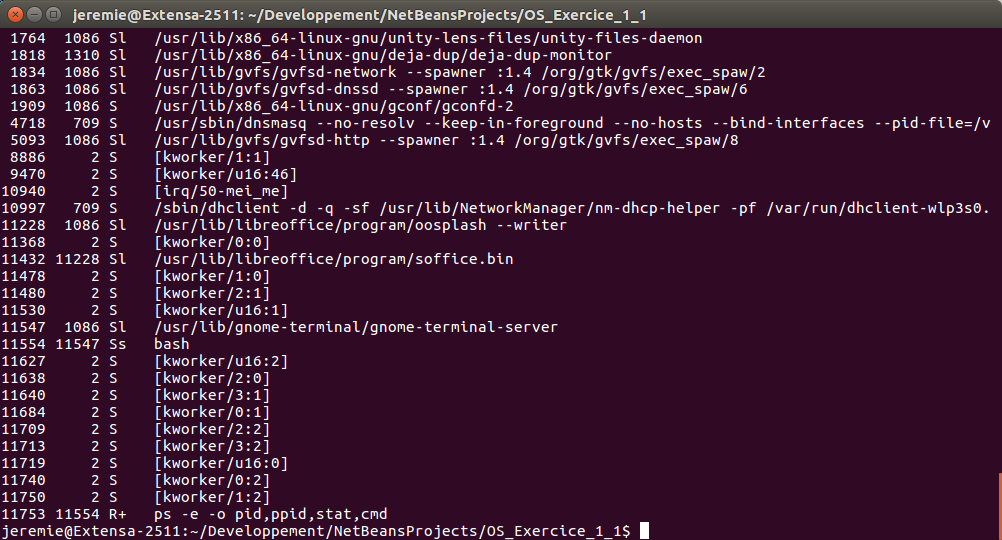 jeremie@Extensa-2511: ~/Developpement/NetBeansProjects/OS_Exercice_1_1
1764 1086 Sl /usr/lib/x86_64-linux-gnu/unity-lens-files/unity-files-daemon
1818 1310 Sl /usr/lib/x86_64-linux-gnu/deja-dup/deja-dup-monitor
1834 1086 Sl /usr/lib/gvfs/gvfsd-network --spawner :1.4 /org/gtk/gvfs/exec_spaw/2
1863 1086 Sl /usr/lib/gvfs/gvfsd-dnssd --spawner :1.4 /org/gtk/gvfs/exec_spaw/6
1909 1086 S /usr/lib/x86_64-linux-gnu/gconf/gconfd-2
4718 709 S /usr/sbin/dnsmasq --no-resolv --keep-in-foreground --no-hosts --bind-interfaces --pid-file=/v
5093 1086 Sl /usr/lib/gvfs/gvfsd-http --spawner :1.4 /org/gtk/gvfs/exec_spaw/8
8886 2 S [kworker/1:1]
9470 2 S [kworker/u16:46]
10940 2 S [irq/50-mei_me]
10997 709 S /sbin/dhclient -d -q -sf /usr/lib/NetworkManager/nm-dhcp-helper -pf /var/run/dhclient-wlp3s0.
11228 1086 Sl /usr/lib/libreoffice/program/oosplash --writer
11368 2 S [kworker/0:0]
11432 11228 Sl /usr/lib/libreoffice/program/soffice.bin
11478 2 S [kworker/1:0]
11480 2 S [kworker/2:1]
11530 2 S [kworker/u16:1]
11547 1086 Sl /usr/lib/gnome-terminal/gnome-terminal-server
11554 11547 Ss bash
11627 2 S [kworker/u16:2]
11638 2 S [kworker/2:0]
11640 2 S [kworker/3:1]
11684 2 S [kworker/0:1]
11709 2 S [kworker/2:2]
11713 2 S [kworker/3:2]
11719 2 S [kworker/u16:0]
11740 2 S [kworker/0:2]
11750 2 S [kworker/1:2]
11753 11554 R+ ps -e -o pid,ppid,stat,cmd
jeremie@Extensa-2511:~/Developpement/NetBeansProjects/OS_Exercice_1_1$